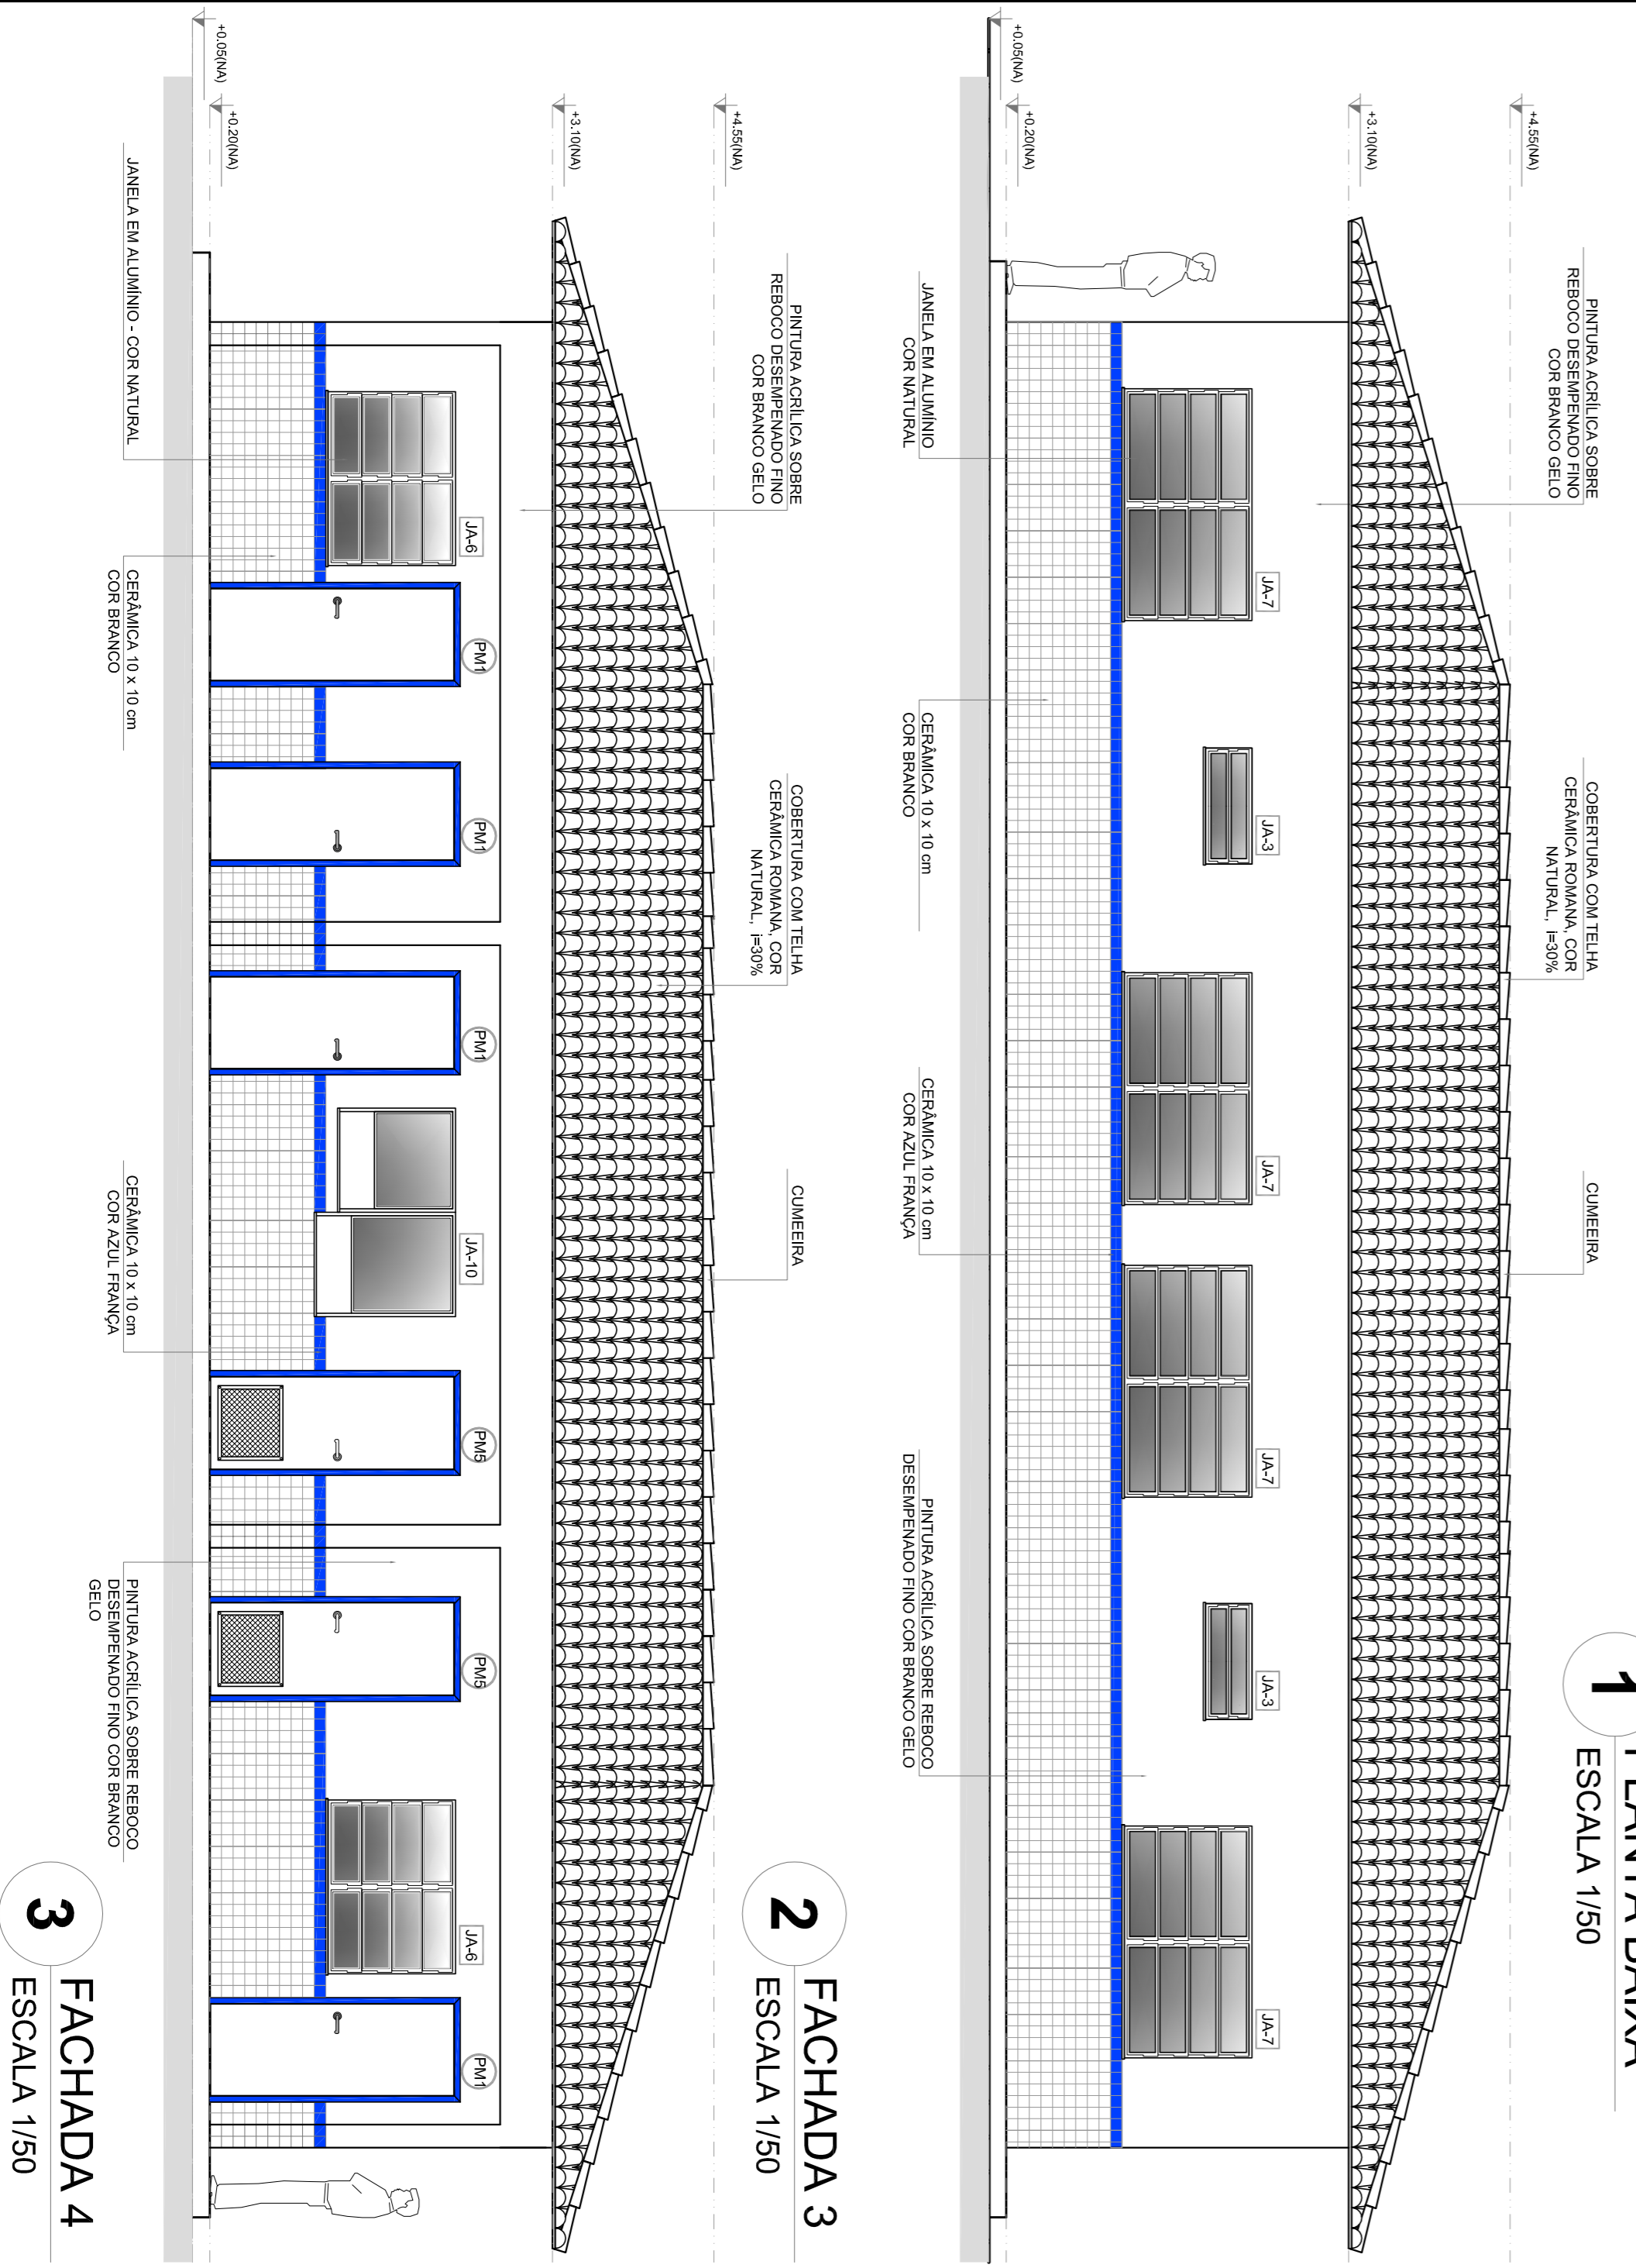 1
PLANTA BAIXA
ESCALA 1/50
+4.55(NA)
+3.10(NA)
+0.20(NA)
+0.05(NA)
PINTURA ACRÍLICA SOBRE
REBOCO DESEMPENADO FINO
COR BRANCO GELO
COBERTURA COM TELHA
CERÂMICA ROMANA, COR
NATURAL, i=30%
CUMEEIRA
JA-7
JA-3
JA-7
JA-7
JA-3
JA-7
JANELA EM ALUMÍNIO
COR NATURAL
CERÂMICA 10 x 10 cm
COR BRANCO
CERÂMICA 10 x 10 cm
COR AZUL FRANÇA
PINTURA ACRÍLICA SOBRE REBOCO
DESEMPENADO FINO COR BRANCO GELO
2
FACHADA 3
ESCALA 1/50
+4.55(NA)
+3.10(NA)
+0.20(NA)
+0.05(NA)
PINTURA ACRÍLICA SOBRE
REBOCO DESEMPENADO FINO
COR BRANCO GELO
COBERTURA COM TELHA
CERÂMICA ROMANA, COR
NATURAL, i=30%
CUMEEIRA
JA-6
PM1
PM1
PM1
JA-10
PM5
PM5
JA-6
PM1
JANELA EM ALUMÍNIO - COR NATURAL
CERÂMICA 10 x 10 cm
COR BRANCO
CERÂMICA 10 x 10 cm
COR AZUL FRANÇA
PINTURA ACRÍLICA SOBRE REBOCO
DESEMPENADO FINO COR BRANCO
GELO
3
FACHADA 4
ESCALA 1/50